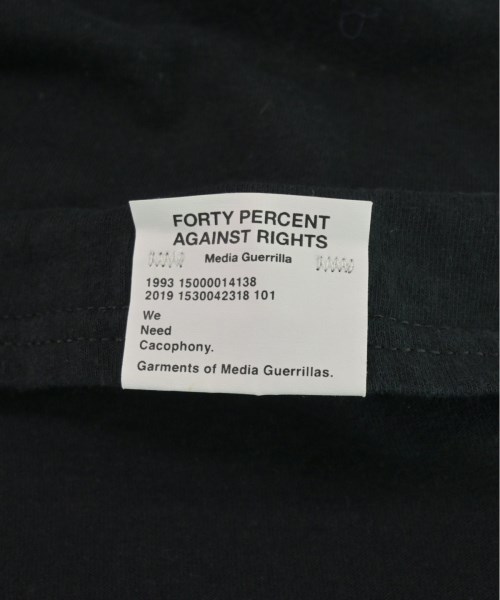 FORTY PERCENT
AGAINST RIGHTS
Media Guerrilla
1993 15000014138
2019 1530042318 101
We
Need
Cacophony.
Garments of Media Guerrillas.